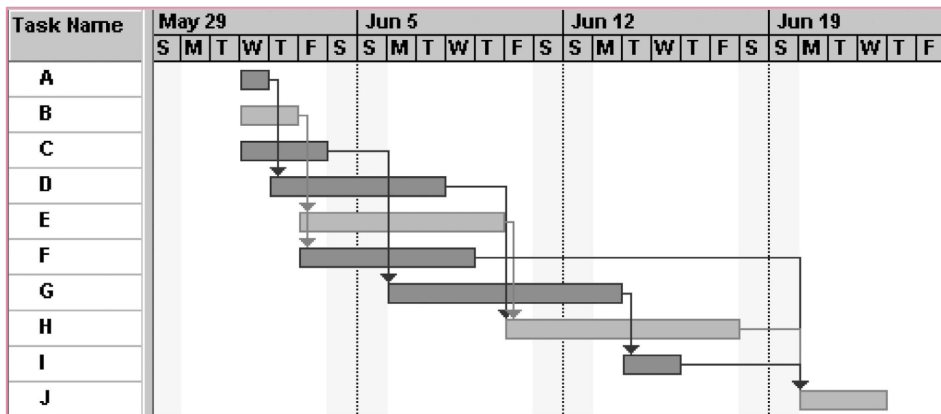 Task Name May 29 Jun 5 Jun 12 Jun 19
S M T W T F S S M T W T F S S M T W T F S S M T W T F
A
B
C
D
E
F
G
H
I
J